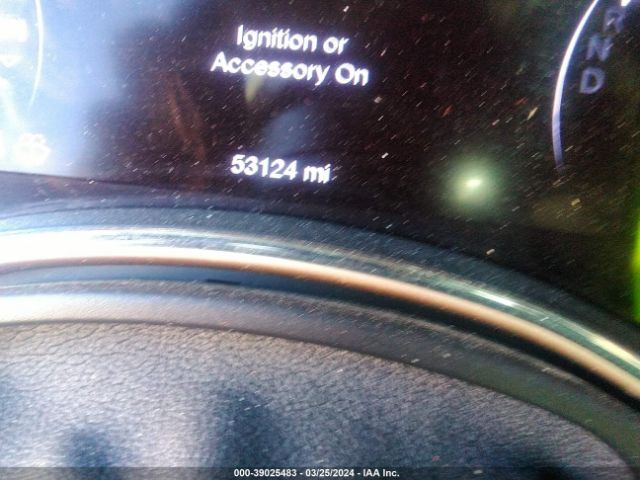 Ignition or
Accessory On
R
N
D
53124 mi
000-39025483 - 03/25/2024 - IAA Inc.